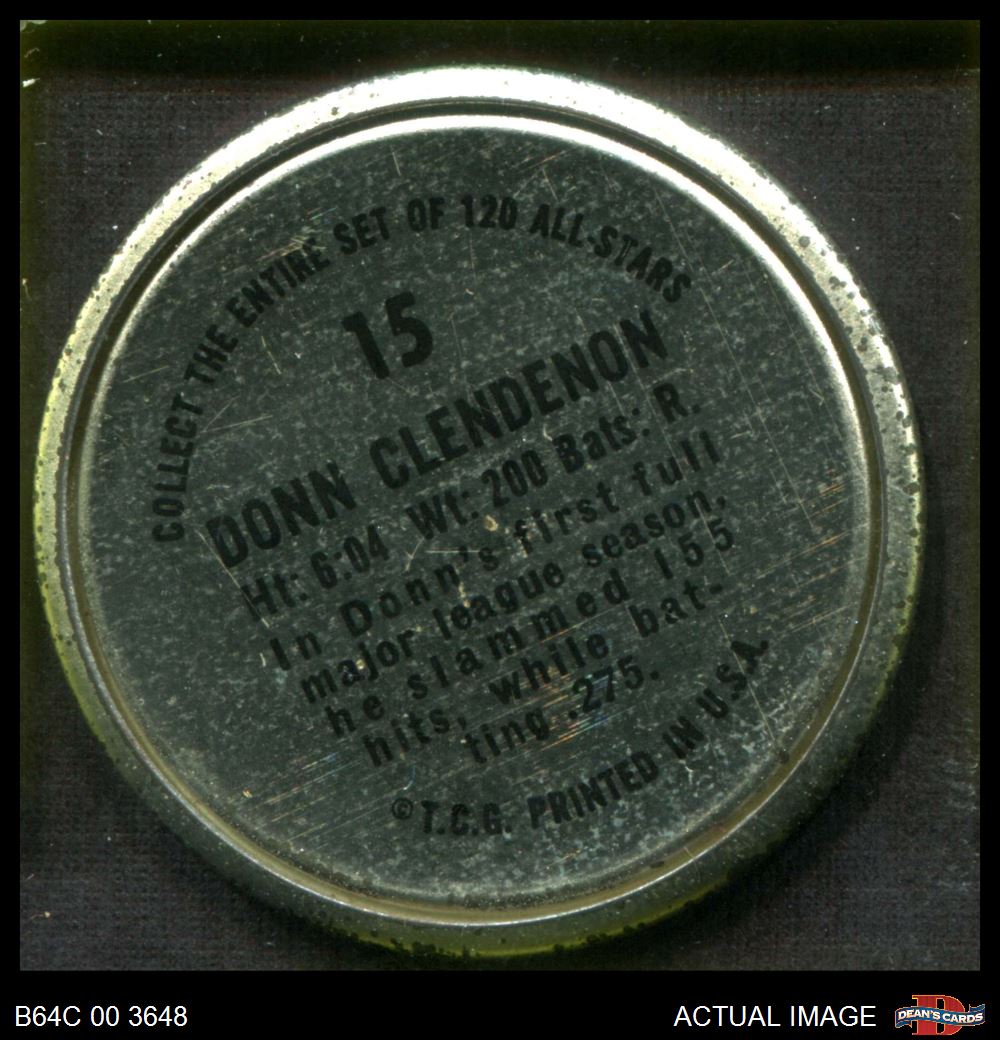 COLLECT THE ENTIRE SET OF 120 ALL-STARS
15
DONN CLENDENON
Ht: 6:04 Wt: 200 Bats: R.
In Donn's first full
major league season,
he slammed 155
hits, while bat-
ting .275.
© T.C.G. PRINTED IN U.S.A.
B64C 00 3648
ACTUAL IMAGE
D
DEAN'S CARDS